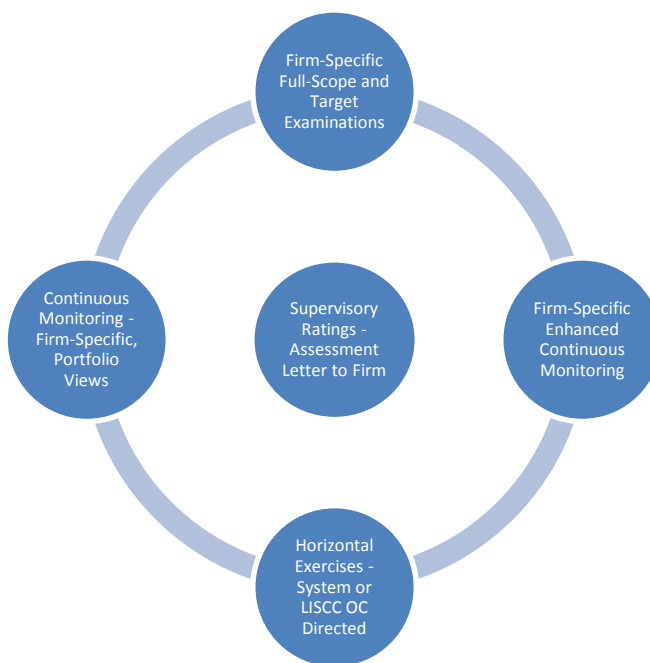 Firm-Specific
Full-Scope and
Target
Examinations
Continuous
Monitoring -
Firm-Specific,
Portfolio
Views
Supervisory
Ratings -
Assessment
Letter to Firm
Firm-Specific
Enhanced
Continuous
Monitoring
Horizontal
Exercises -
System or
LISCC OC
Directed